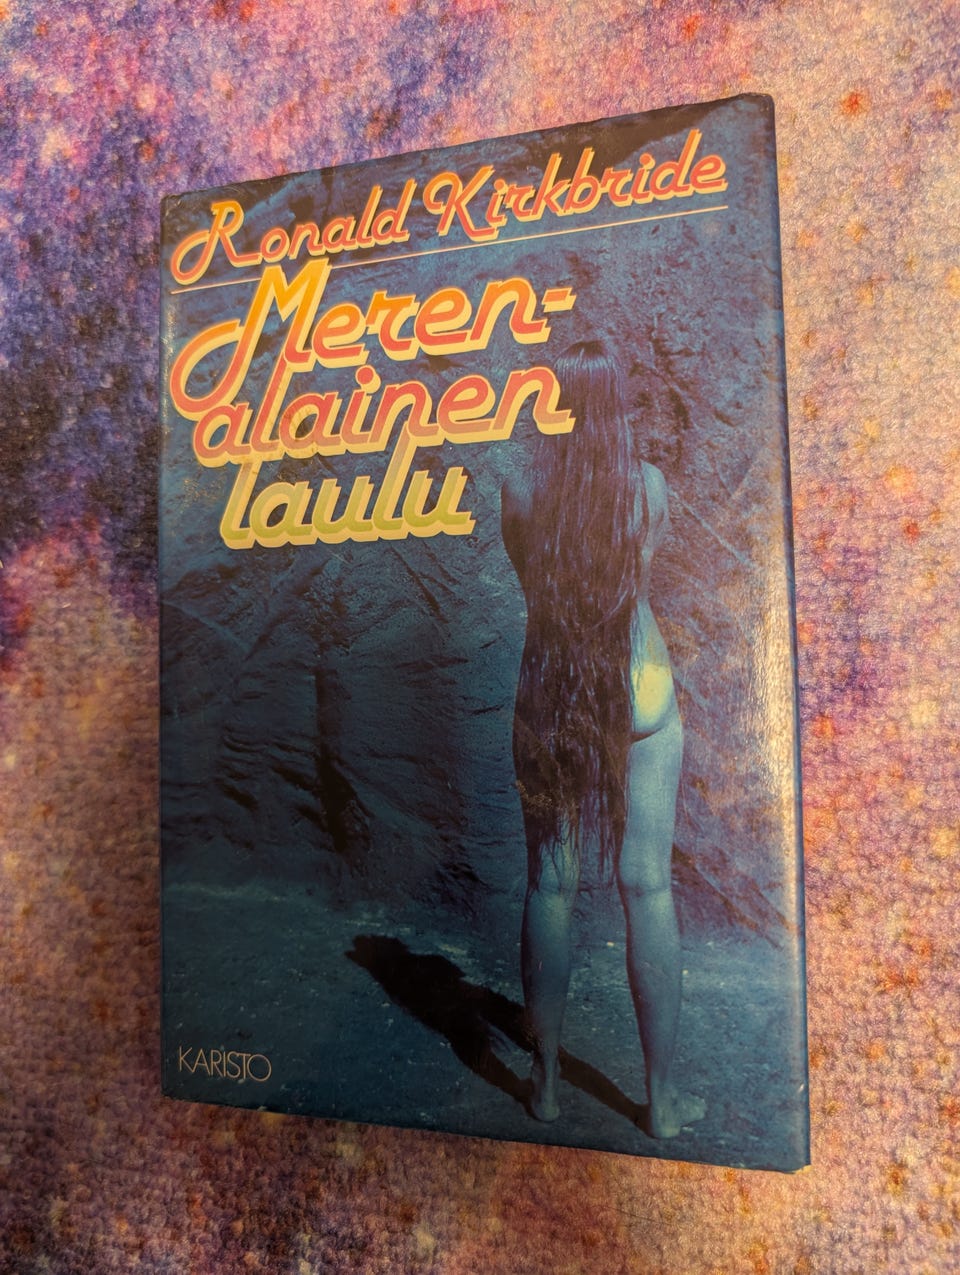 Ronald Kirkbride
Meren-
alainen
laulu
KARISTO